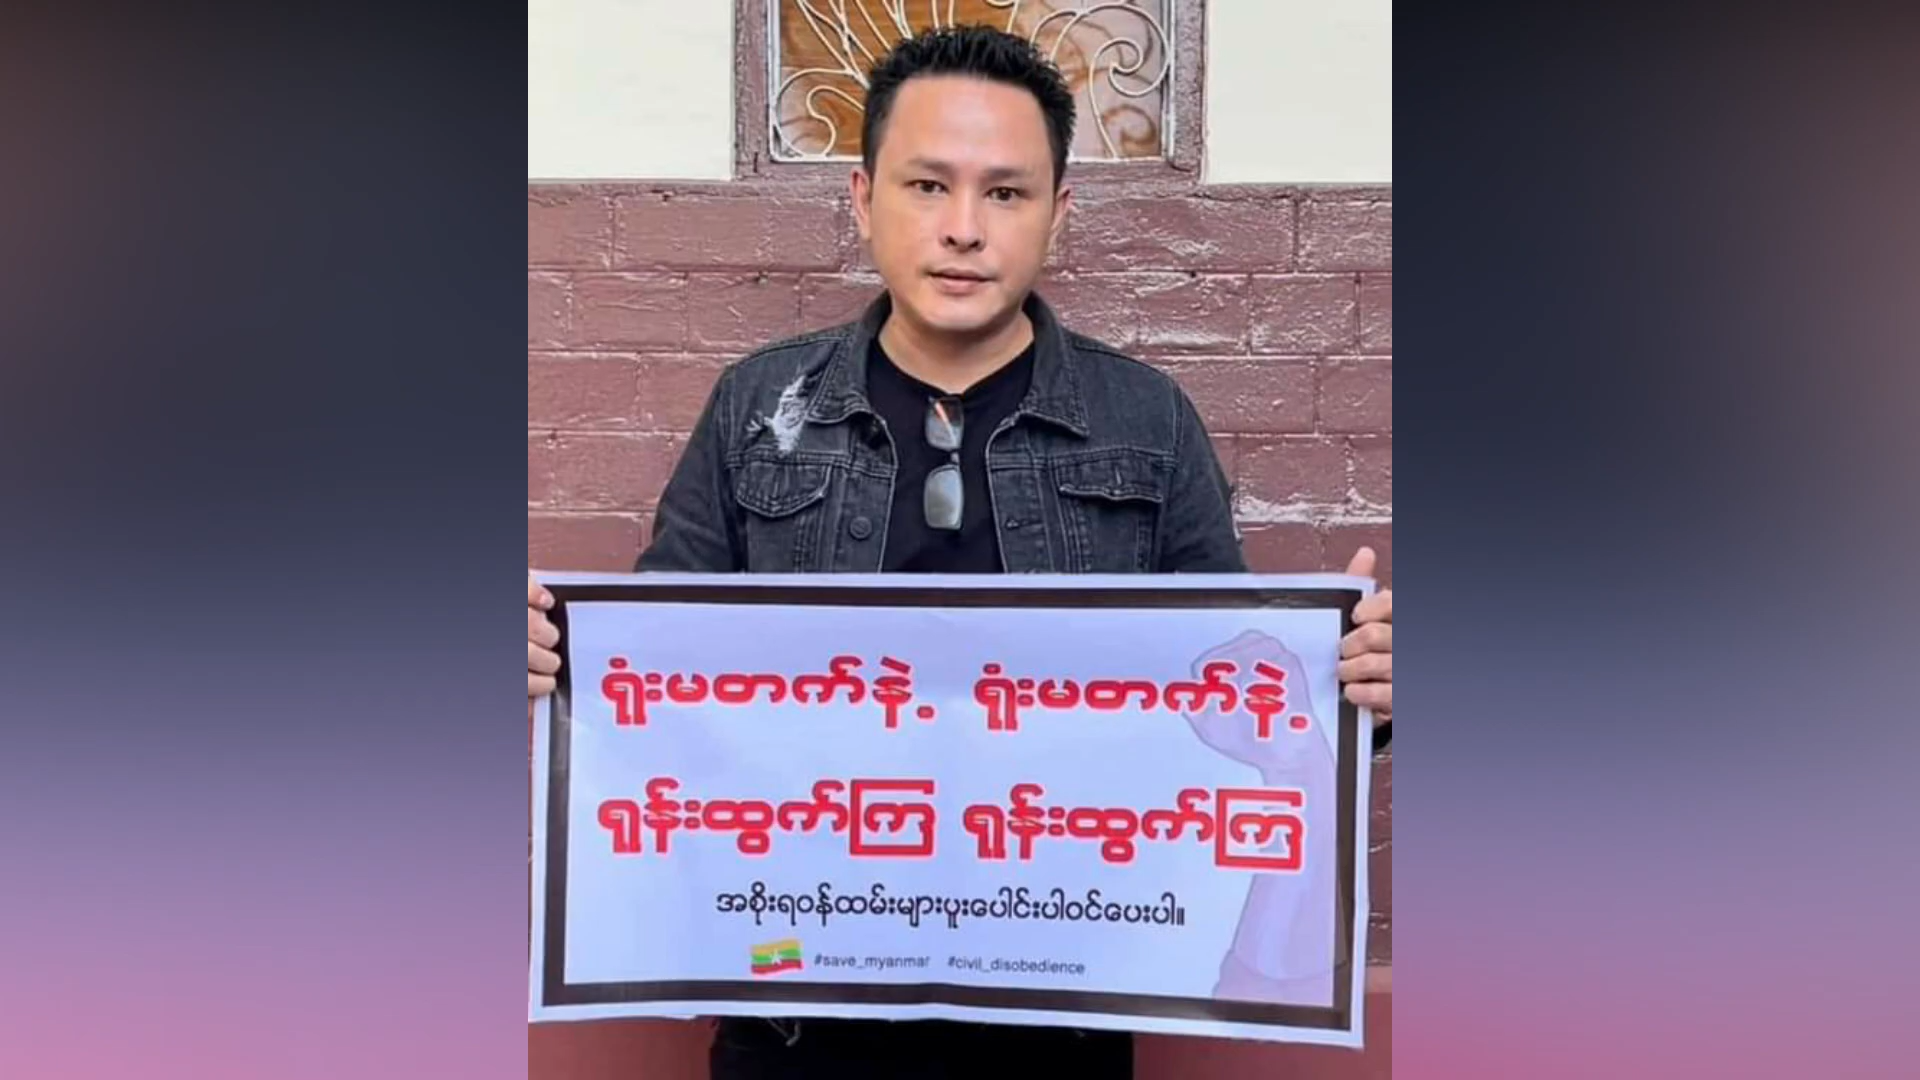 ရုံးမတက်နဲ့ ရုံးမတက်နဲ့
ရုန်းထွက်ကြ ရုန်းထွက်ကြ
အစိုးရဝန်ထမ်းများပူးပေါင်းပါဝင်ပေးပါ။
#save_myanmar #civil_disobedience